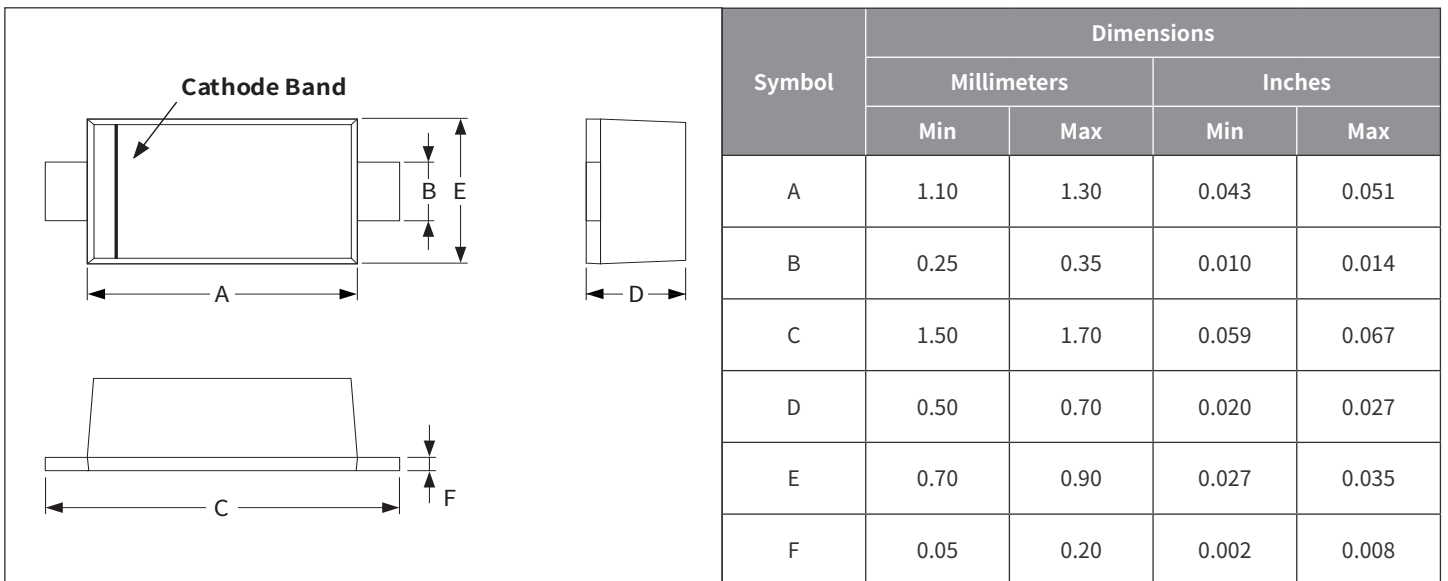 Cathode Band
B E
A
D
C
F
Dimensions
Symbol Millimeters Inches
Min Max Min Max
A 1.10 1.30 0.043 0.051
B 0.25 0.35 0.010 0.014
C 1.50 1.70 0.059 0.067
D 0.50 0.70 0.020 0.027
E 0.70 0.90 0.027 0.035
F 0.05 0.20 0.002 0.008